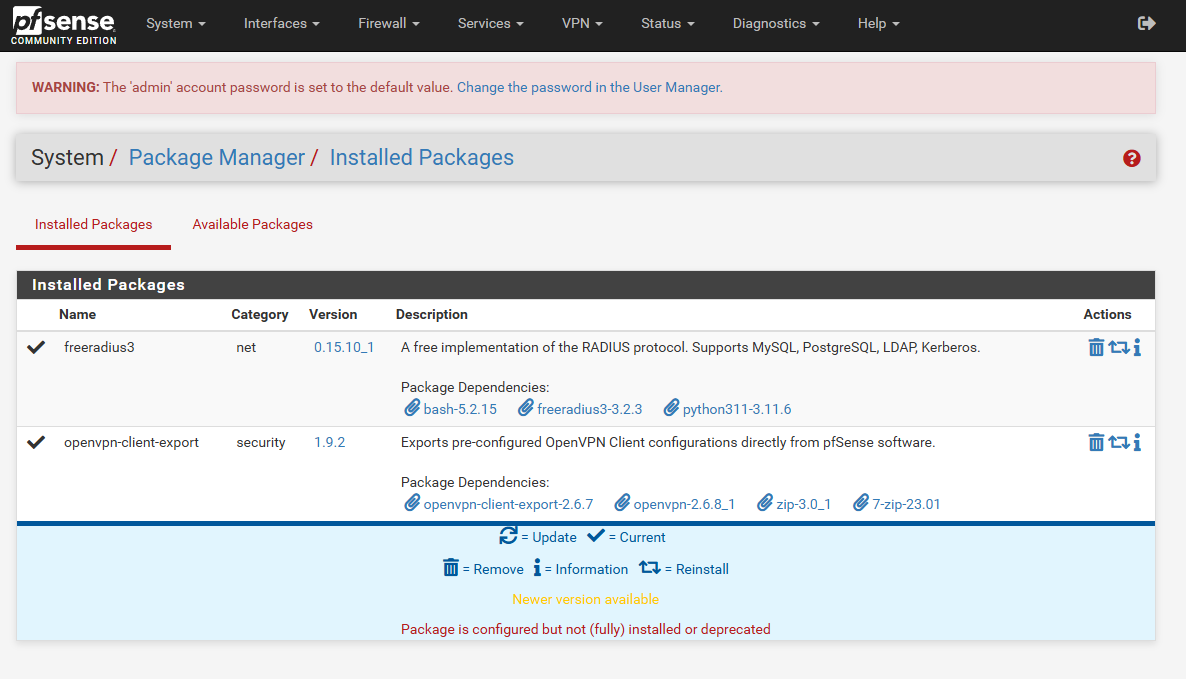 pfsense
COMMUNITY EDITION
System Interfaces Firewall Services VPN Status Diagnostics Help
WARNING: The 'admin' account password is set to the default value. Change the password in the User Manager.
System / Package Manager / Installed Packages
Installed Packages Available Packages
Installed Packages
Name Category Version Description Actions
freeradius3 net 0.15.10_1 A free implementation of the RADIUS protocol. Supports MySQL, PostgreSQL, LDAP, Kerberos.
Package Dependencies:
bash-5.2.15 freeradius3-3.2.3 python311-3.11.6
openvpn-client-export security 1.9.2 Exports pre-configured OpenVPN Client configurations directly from pfSense software.
Package Dependencies:
openvpn-client-export-2.6.7 openvpn-2.6.8_1 zip-3.0_1 7-zip-23.01
= Update = Current
= Remove = Information = Reinstall
Newer version available
Package is configured but not (fully) installed or deprecated